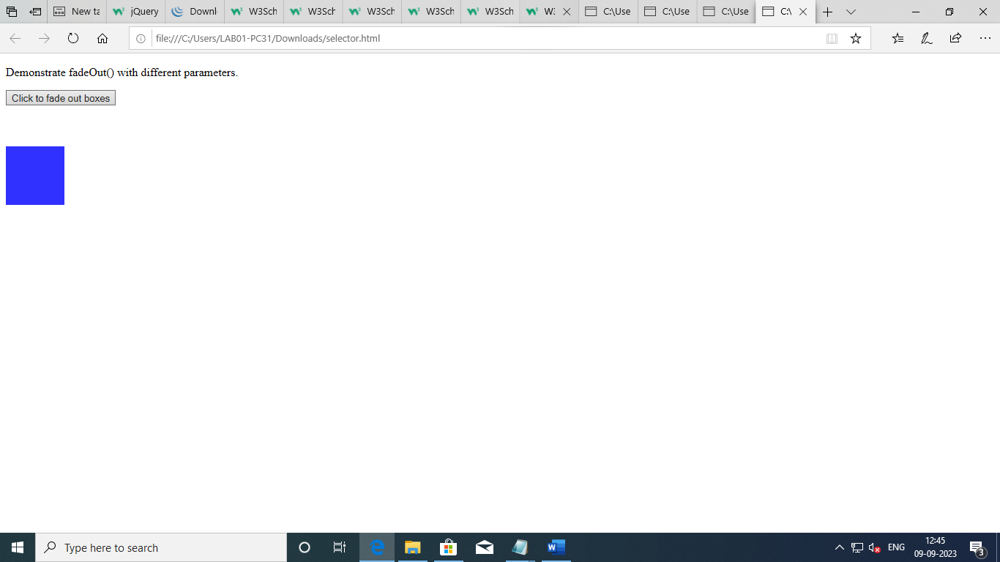 New ta
jQuery
Downl
W3Sch
W3Sch
W3Sch
W3Sch
W3Sch
W3
C:\Use
C:\Use
C:\Use
C:\
file:///C:/Users/LAB01-PC31/Downloads/selector.html
Demonstrate fadeOut() with different parameters.
Click to fade out boxes
Type here to search
ENG
12:45
09-09-2023
3